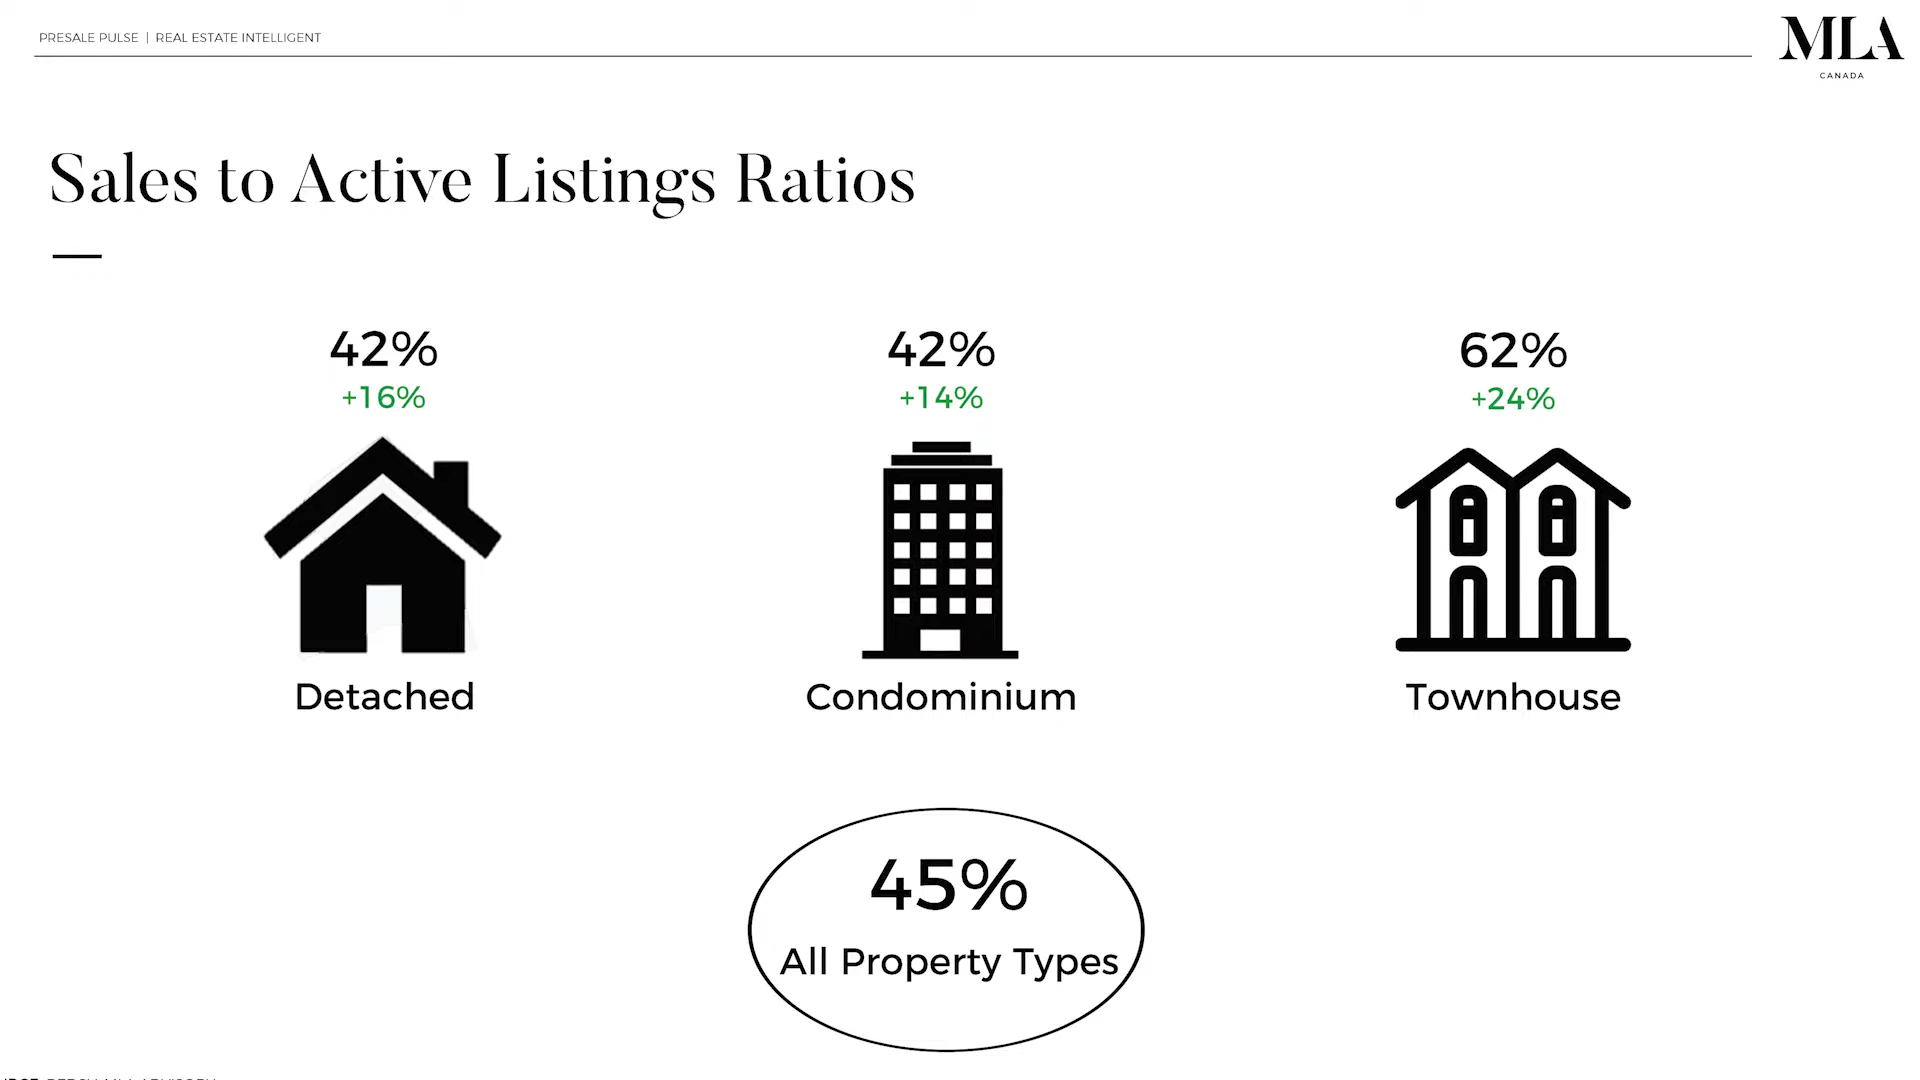 PRESALE PULSE | REAL ESTATE INTELLIGENT
MLA
CANADA
Sales to Active Listings Ratios
42%
+16%
Detached
42%
+14%
Condominium
62%
+24%
Townhouse
45%
All Property Types